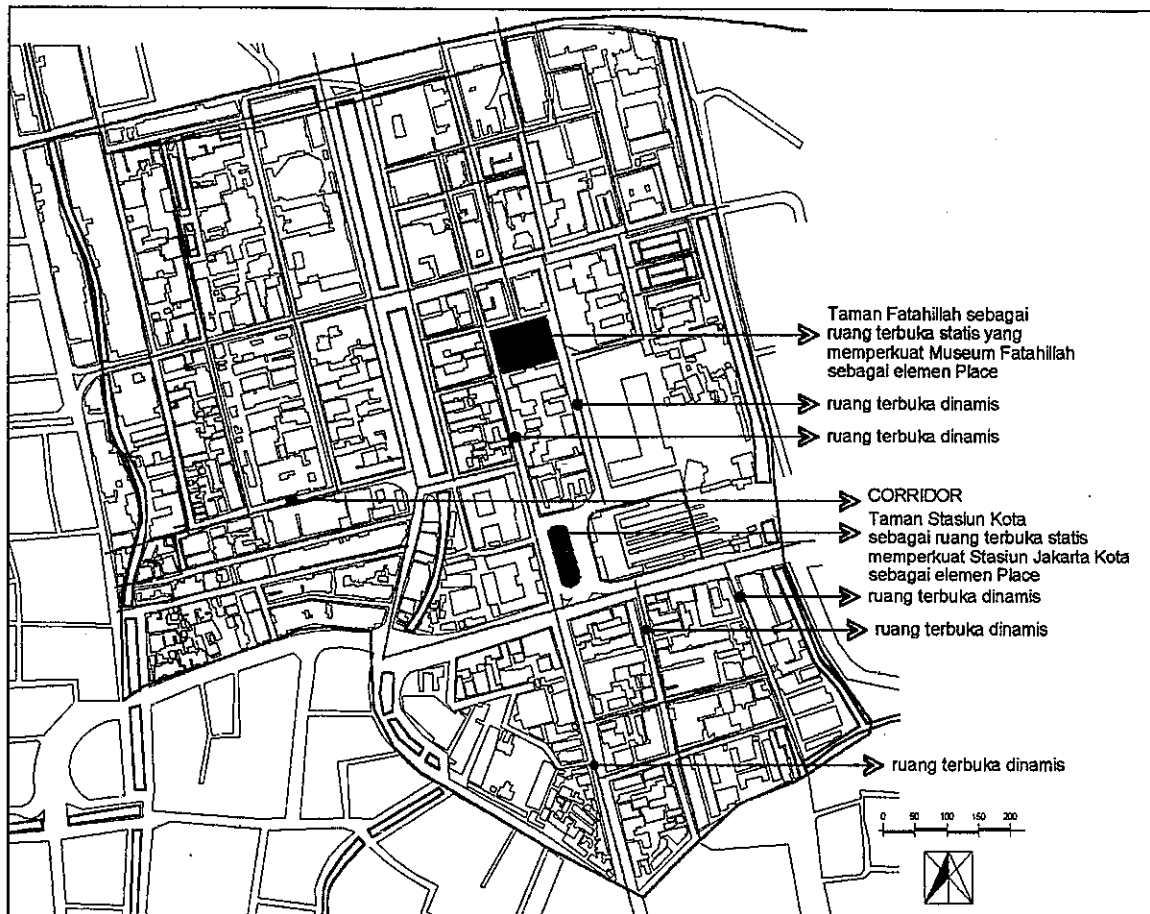 Taman Fatahillah sebagai
ruang terbuka statis yang
memperkuat Museum Fatahillah
sebagai elemen Place
ruang terbuka dinamis
ruang terbuka dinamis
CORRIDOR
Taman Stasiun Kota
sebagai ruang terbuka statis
memperkuat Stasiun Jakarta Kota
sebagai elemen Place
ruang terbuka dinamis
ruang terbuka dinamis
ruang terbuka dinamis
0 50 100 150 200